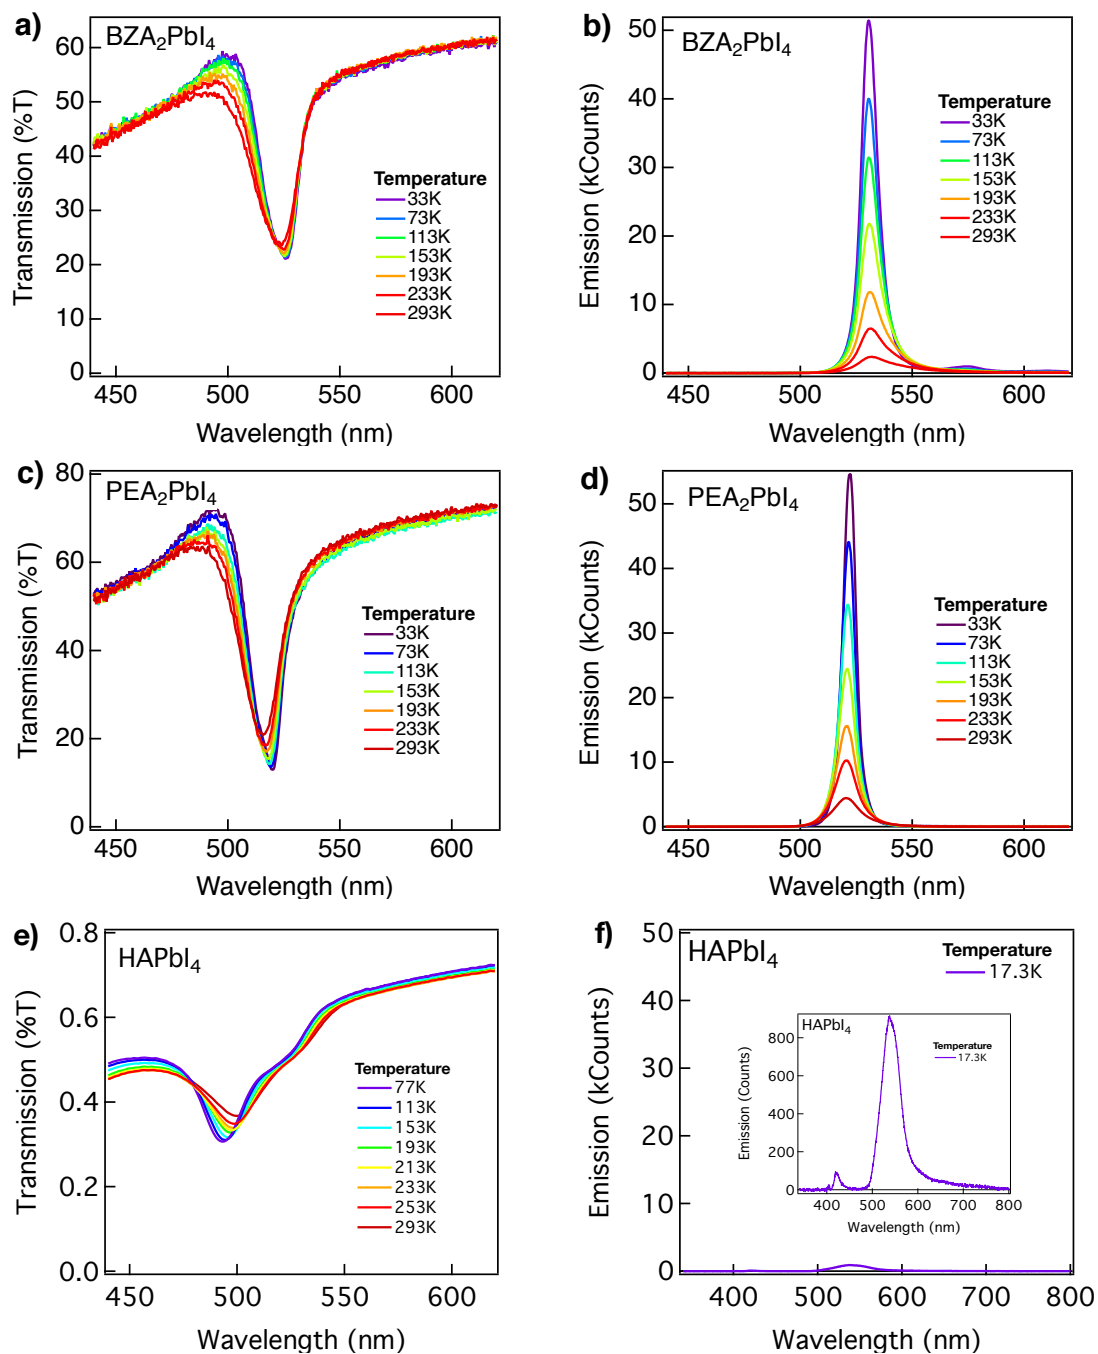 a)
BZA₂PbI₄
Transmission (%T)
60
50
40
30
20
10
0
450
500
550
600
Wavelength (nm)
Temperature
33K
73K
113K
153K
193K
233K
293K
b)
BZA₂PbI₄
Emission (kCounts)
50
40
30
20
10
0
450
500
550
600
Wavelength (nm)
Temperature
33K
73K
113K
153K
193K
233K
293K
c)
PEA₂PbI₄
Transmission (%T)
80
60
40
20
0
450
500
550
600
Wavelength (nm)
Temperature
33K
73K
113K
153K
193K
233K
293K
d)
PEA₂PbI₄
Emission (kCounts)
50
40
30
20
10
0
450
500
550
600
Wavelength (nm)
Temperature
33K
73K
113K
153K
193K
233K
293K
e)
HAPbI₄
Transmission (%T)
0.8
0.6
0.4
0.2
0.0
450
500
550
600
Wavelength (nm)
Temperature
77K
113K
153K
193K
213K
233K
253K
293K
f)
HAPbI₄
Emission (kCounts)
50
40
30
20
10
0
400
500
600
700
800
Wavelength (nm)
Temperature
17.3K
HAPbI₄
Temperature
17.3K
Emission (Counts)
800
600
400
200
0
400
500
600
700
800
Wavelength (nm)